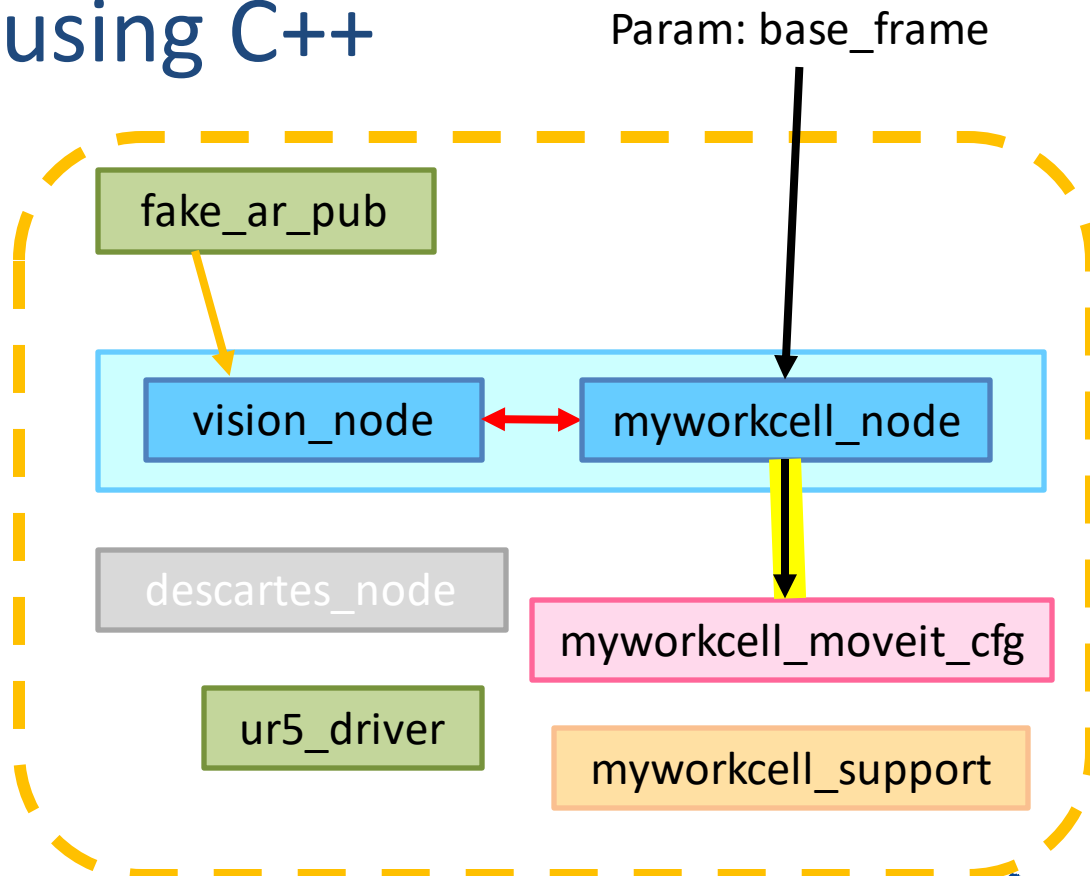 using C++
Param: base_frame
fake_ar_pub
vision_node
myworkcell_node
descartes_node
myworkcell_moveit_cfg
ur5_driver
myworkcell_support